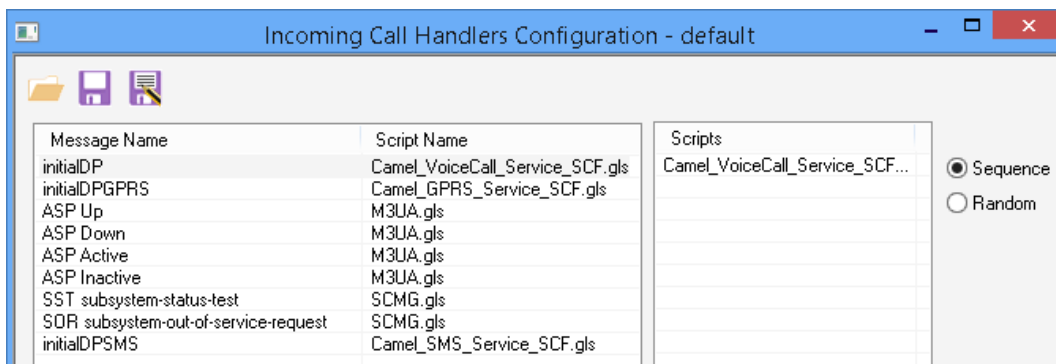 Incoming Call Handlers Configuration - default
Message Name Script Name Scripts
initialDP Camel_VoiceCall_Service_SCF.gls Camel_VoiceCall_Service_SCF... Sequence
initialDPGPRS Camel_GPRS_Service_SCF.gls
ASP Up M3UA.gls Random
ASP Down M3UA.gls
ASP Active M3UA.gls
ASP Inactive M3UA.gls
SST subsystem-status-test SCMG.gls
SOR subsystem-out-of-service-request SCMG.gls
initialDPSMS Camel_SMS_Service_SCF.gls